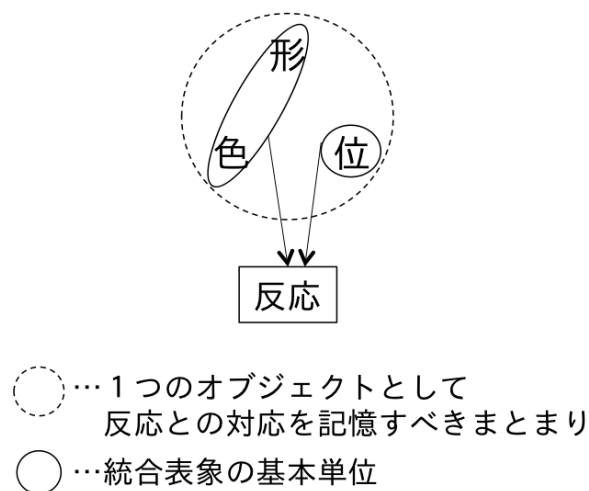 形
色
位
反応
…１つのオブジェクトとして
反応との対応を記憶すべきまとまり
…統合表象の基本単位